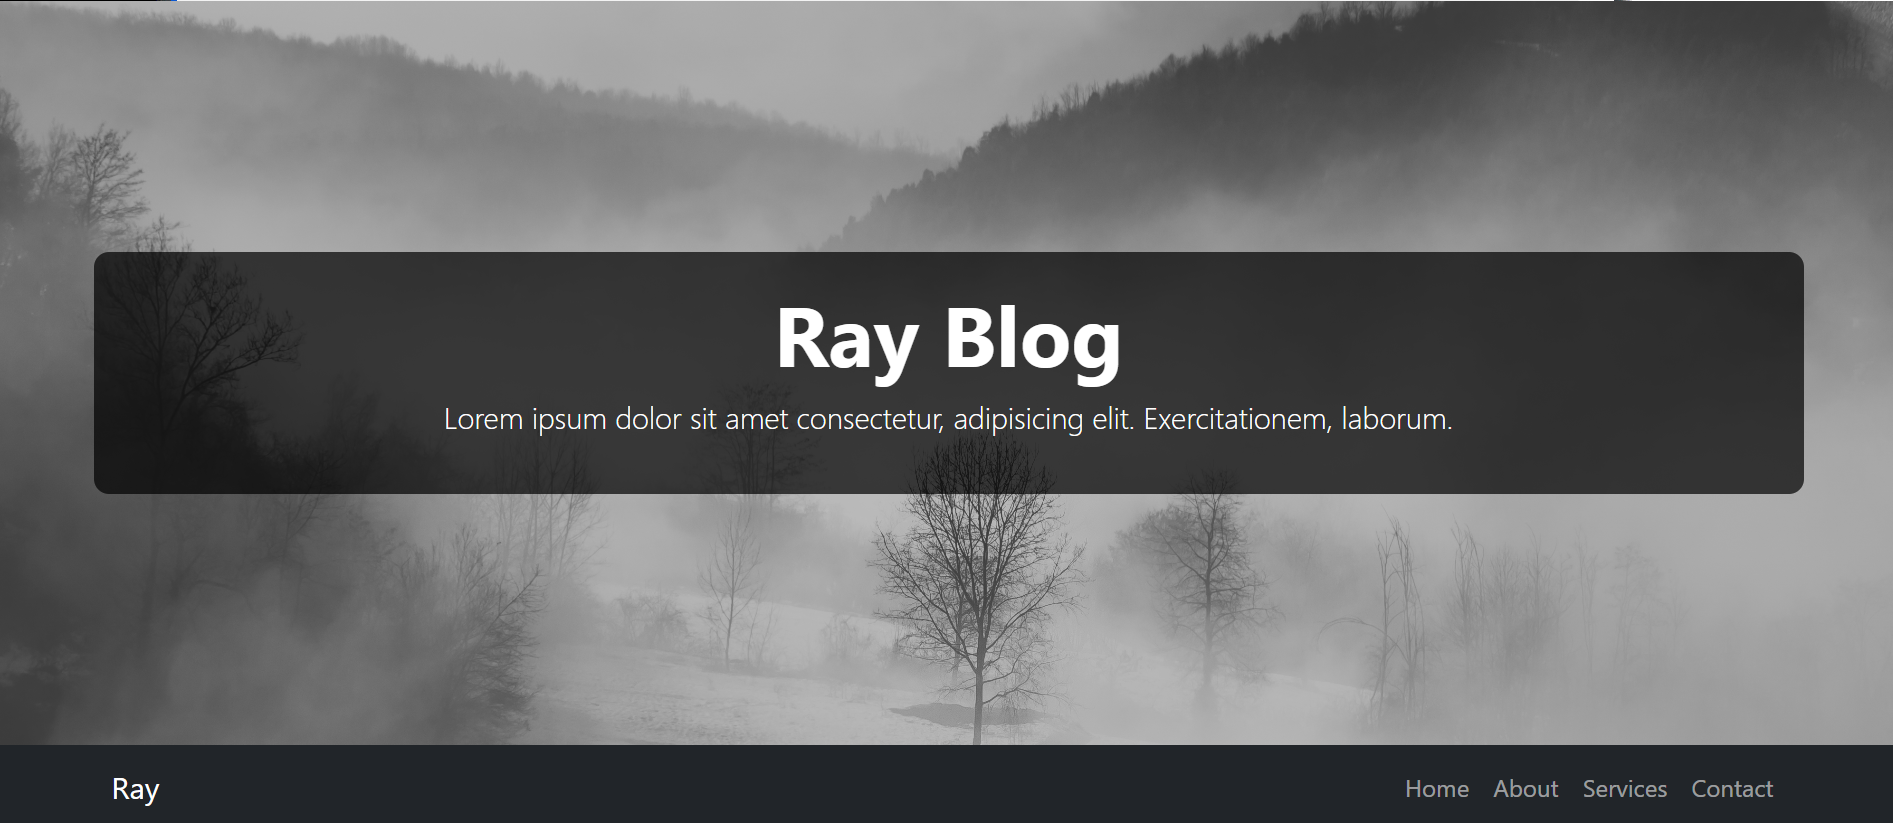 Ray Blog
Lorem ipsum dolor sit amet consectetur, adipisicing elit. Exercitationem, laborum.
Ray
Home About Services Contact